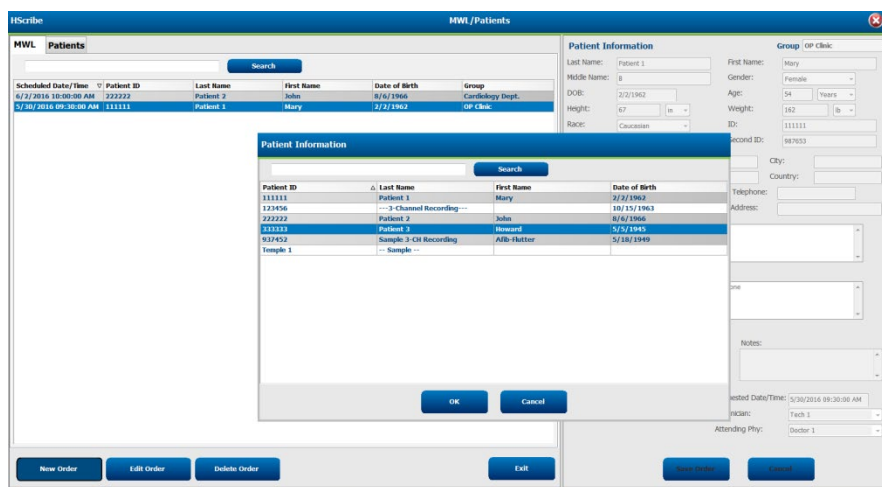 HScribe MWL/Patients
MWL Patients
Search
Scheduled Date/Time Patient ID Last Name First Name Date of Birth Group
6/2/2016 10:00:00 AM 222222 Patient 2 John 8/6/1966 Cardiology Dept.
5/30/2016 09:30:00 AM 111111 Patient 1 Mary 2/2/1962 OP Clinic
Patient Information Group OP Clinic
Last Name: Patient 1 First Name: Mary
Middle Name: B Gender: Female
DOB: 2/2/1962 Age: 54 Years
Height: 67 in Weight: 162 lb
Race: Caucasian ID: 111111
Second ID: 987653
City:
Country:
Telephone:
Address:
Patient Information
Search
Patient ID Last Name First Name Date of Birth
111111 Patient 1 Mary 2/2/1962
123456 ---3-Channel Recording--- 10/15/1963
222222 Patient 2 John 8/6/1966
333333 Patient 3 Howard 5/5/1945
937452 Sample 3-CH Recording Afib-Flutter 5/18/1949
Temple 1 -- Sample --
OK Cancel
Notes:
ested Date/Time: 5/30/2016 09:30:00 AM
nician: Tech 1
Attending Phy: Doctor 1
New Order Edit Order Delete Order Exit Save Order Cancel